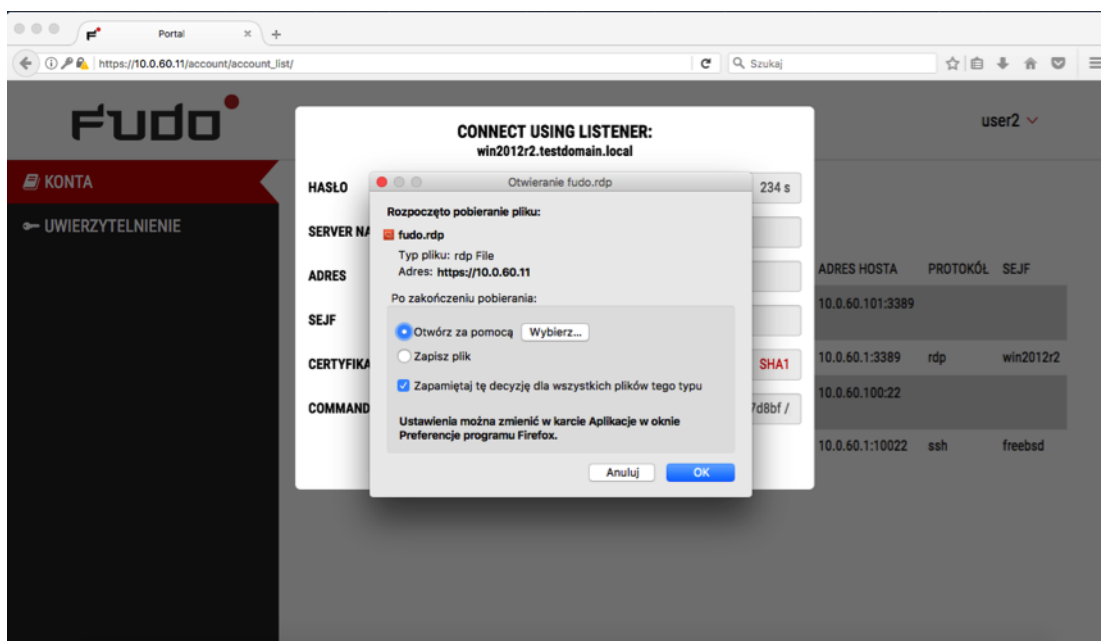 Portal
https://10.0.60.11/account/account_list/
Szukaj
FUDO
user2
KONTA
UWIERZYTELNIENIE
CONNECT USING LISTENER:
win2012r2.testdomain.local
HASŁO
234 s
SERVER NA
ADRES
SEJF
CERTYFIKA
SHA1
COMMAND
7d8bf /
Otwieranie fudo.rdp
Rozpoczęto pobieranie pliku:
fudo.rdp
Typ pliku: rdp File
Adres: https://10.0.60.11
Po zakończeniu pobierania:
Otwórz za pomocą Wybierz...
Zapisz plik
Zapamiętaj tę decyzję dla wszystkich plików tego typu
Ustawienia można zmienić w karcie Aplikacje w oknie
Preferencje programu Firefox.
Anuluj OK
ADRES HOSTA PROTOKÓŁ SEJF
10.0.60.101:3389
10.0.60.1:3389 rdp win2012r2
10.0.60.100:22
10.0.60.1:10022 ssh freebsd